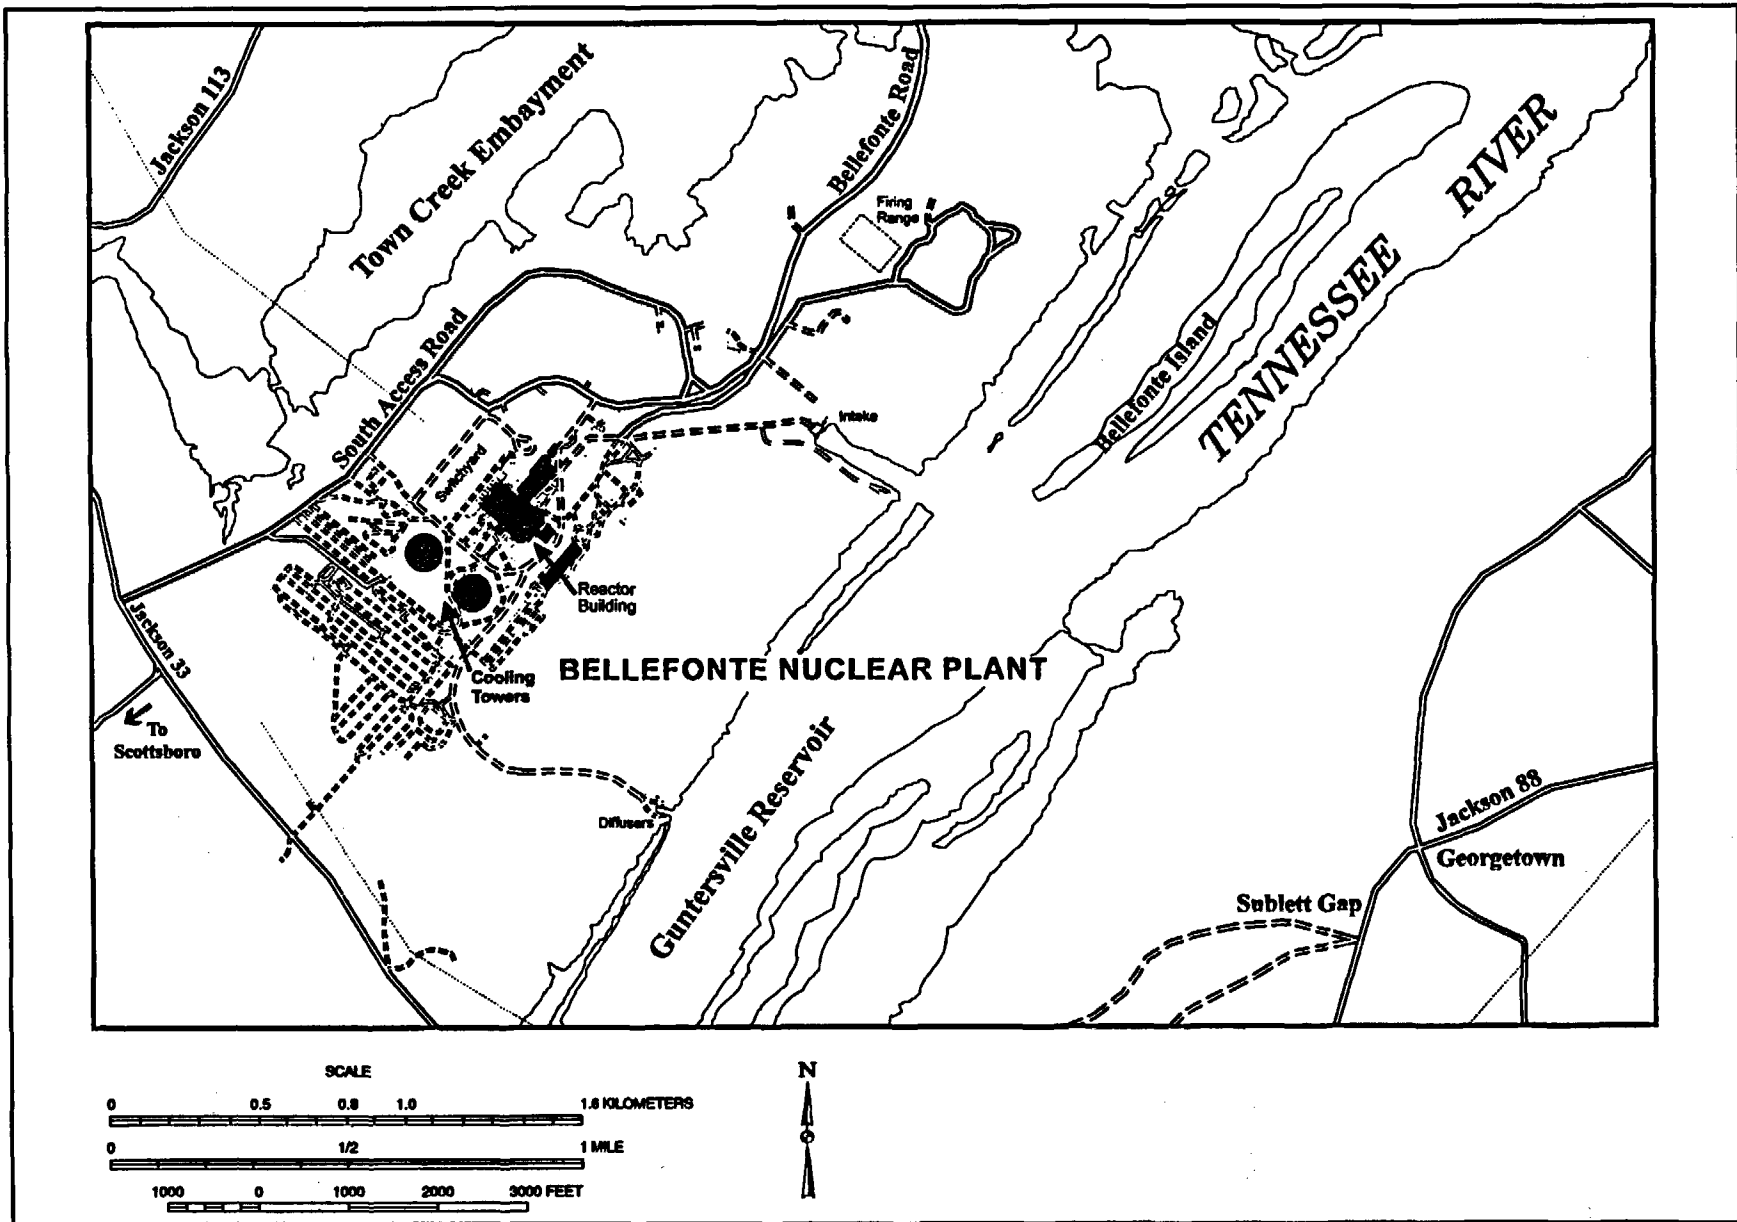 Jackson 113
Town Creek Embayment
Bellefonte Road
Firing
Range
TENNESSEE RIVER
Bellefonte Island
South Access Road
Intake
Switchyard
Reactor
Building
Jackson 33
Cooling
Towers
BELLEFONTE NUCLEAR PLANT
To
Scottsboro
Diffusers
Guntersville Reservoir
Jackson 88
Georgetown
Sublett Gap
SCALE
0 0.5 0.8 1.0 1.6 KILOMETERS
0 1/2 1 MILE
1000 0 1000 2000 3000 FEET
N